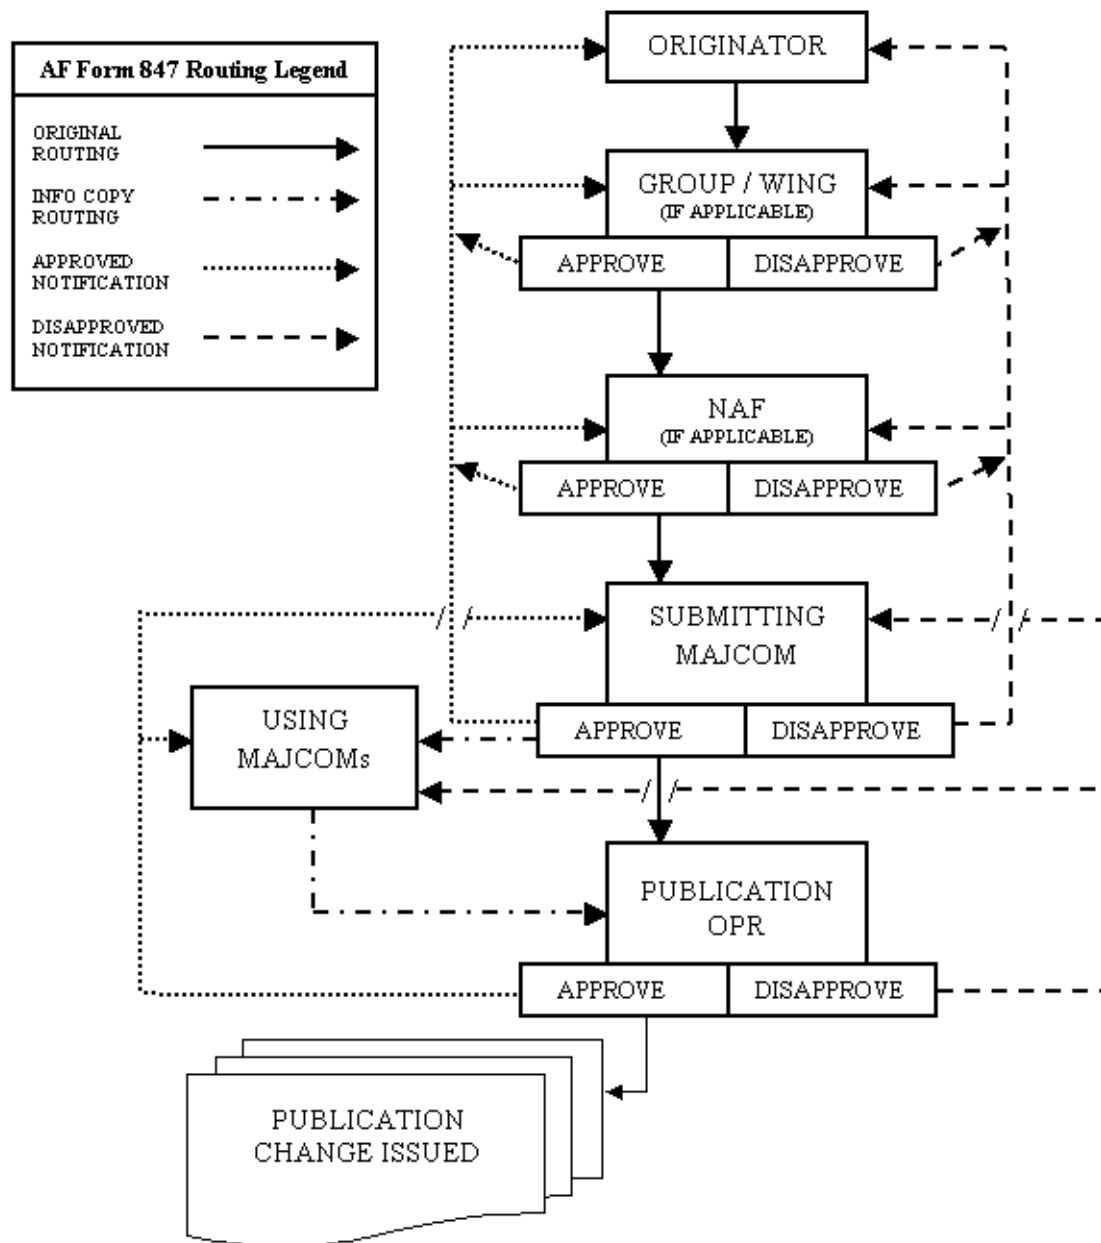 AF Form 847 Routing Legend
ORIGINAL
ROUTING
INFO COPY
ROUTING
APPROVED
NOTIFICATION
DISAPPROVED
NOTIFICATION
ORIGINATOR
GROUP / WING
(IF APPLICABLE)
APPROVE
DISAPPROVE
NAF
(IF APPLICABLE)
APPROVE
DISAPPROVE
SUBMITTING
MAJCOM
APPROVE
DISAPPROVE
USING
MAJCOMs
PUBLICATION
OPR
APPROVE
DISAPPROVE
PUBLICATION
CHANGE ISSUED